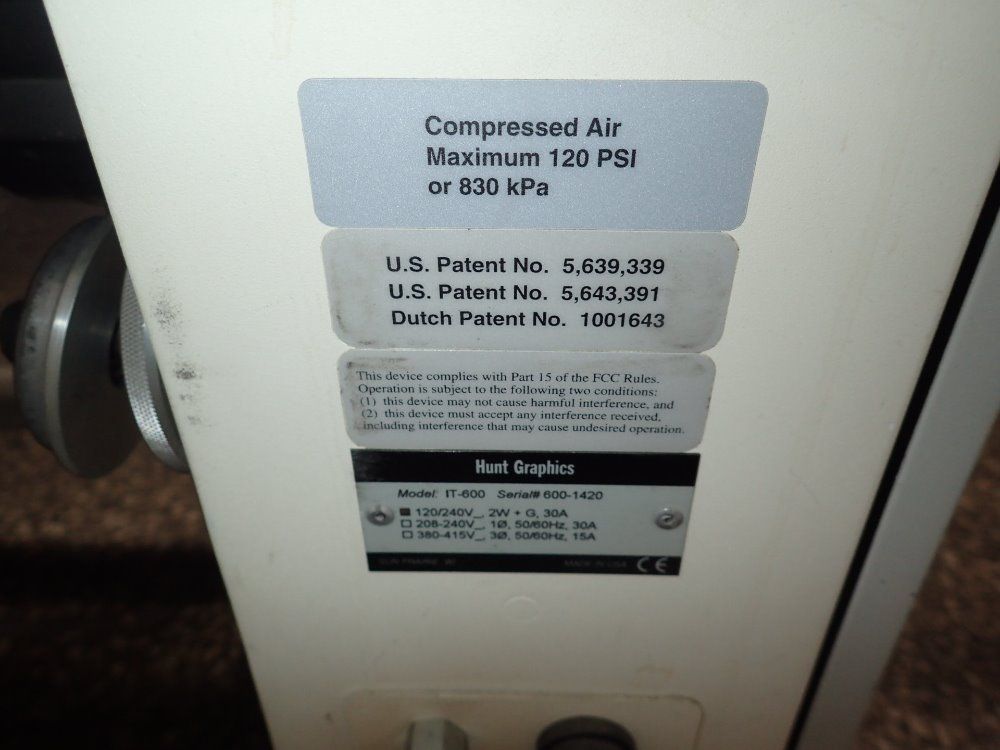 Compressed Air
Maximum 120 PSI
or 830 kPa
U.S. Patent No. 5,639,339
U.S. Patent No. 5,643,391
Dutch Patent No. 1001643
This device complies with Part 15 of the FCC Rules.
Operation is subject to the following two conditions:
(1) this device may not cause harmful interference, and
(2) this device must accept any interference received,
including interference that may cause undesired operation.
Hunt Graphics
Model: IT-600 Serial# 600-1420
■ 120/240V_, 2W + G, 30A
□ 208-240V_, 1Ø, 50/60Hz, 30A
□ 380-415V_, 3Ø, 50/60Hz, 15A
MADE IN USA CE